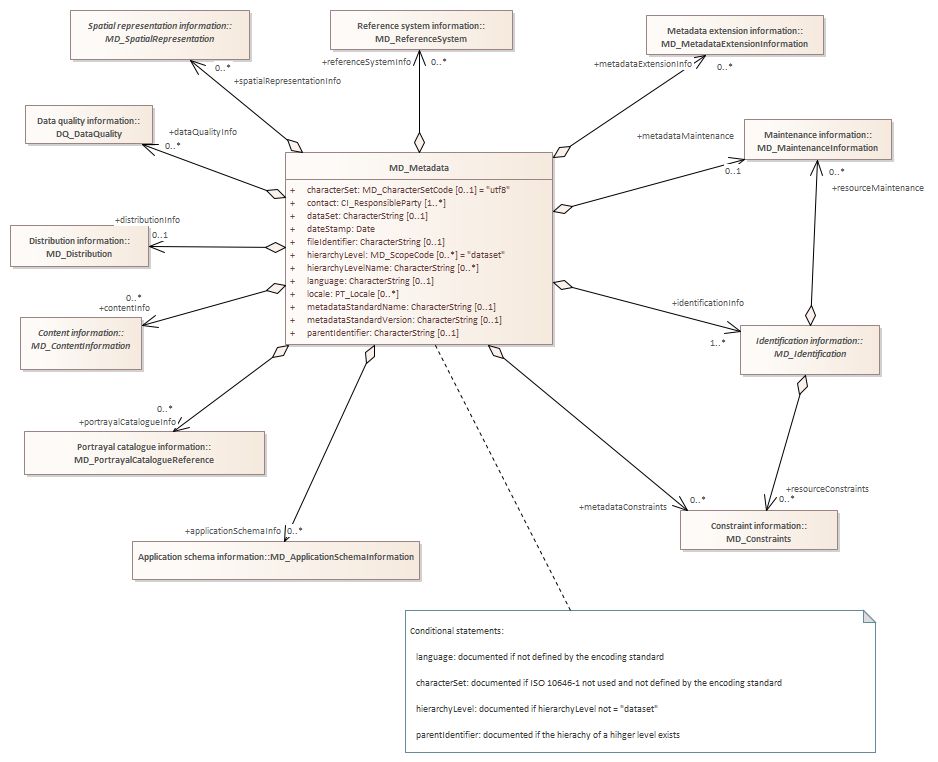 Spatial representation information::
MD_SpatialRepresentation
Reference system information::
MD_ReferenceSystem
Metadata extension information::
MD_MetadataExtensionInformation
+referenceSystemInfo
0..*
+metadataExtensionInfo
0..*
0..*
+spatialRepresentationInfo
Data quality information::
DQ_DataQuality
+dataQualityInfo
0..*
+metadataMaintenance
0..1
Maintenance information::
MD_MaintenanceInformation
0..*
+resourceMaintenance
MD_Metadata
+ characterSet: MD_CharacterSetCode [0..1] = "utf8"
+ contact: CI_ResponsibleParty [1..*]
+ dataSet: CharacterString [0..1]
+ dateStamp: Date
+ fileIdentifier: CharacterString [0..1]
+ hierarchyLevel: MD_ScopeCode [0..*] = "dataset"
+ hierarchyLevelName: CharacterString [0..*]
+ language: CharacterString [0..1]
+ locale: PT_Locale [0..*]
+ metadataStandardName: CharacterString [0..1]
+ metadataStandardVersion: CharacterString [0..1]
+ parentIdentifier: CharacterString [0..1]
+distributionInfo
0..1
Distribution information::
MD_Distribution
0..*
+contentInfo
Content information::
MD_ContentInformation
+identificationInfo
1..*
Identification information::
MD_Identification
0..*
+portrayalCatalogueInfo
Portrayal catalogue information::
MD_PortrayalCatalogueReference
+applicationSchemaInfo
0..*
Application schema information::MD_ApplicationSchemaInformation
+metadataConstraints
0..*
+resourceConstraints
0..*
Constraint information::
MD_Constraints
Conditional statements:
language: documented if not defined by the encoding standard
characterSet: documented if ISO 10646-1 not used and not defined by the encoding standard
hierarchyLevel: documented if hierarchyLevel not = "dataset"
parentIdentifier: documented if the hierachy of a hihger level exists